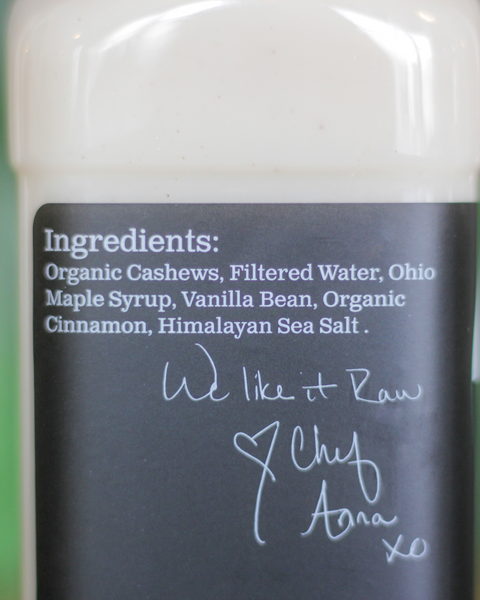 Ingredients:
Organic Cashews, Filtered Water, Ohio
Maple Syrup, Vanilla Bean, Organic
Cinnamon, Himalayan Sea Salt .
We like it Raw
♡ Chef
Anna
xo